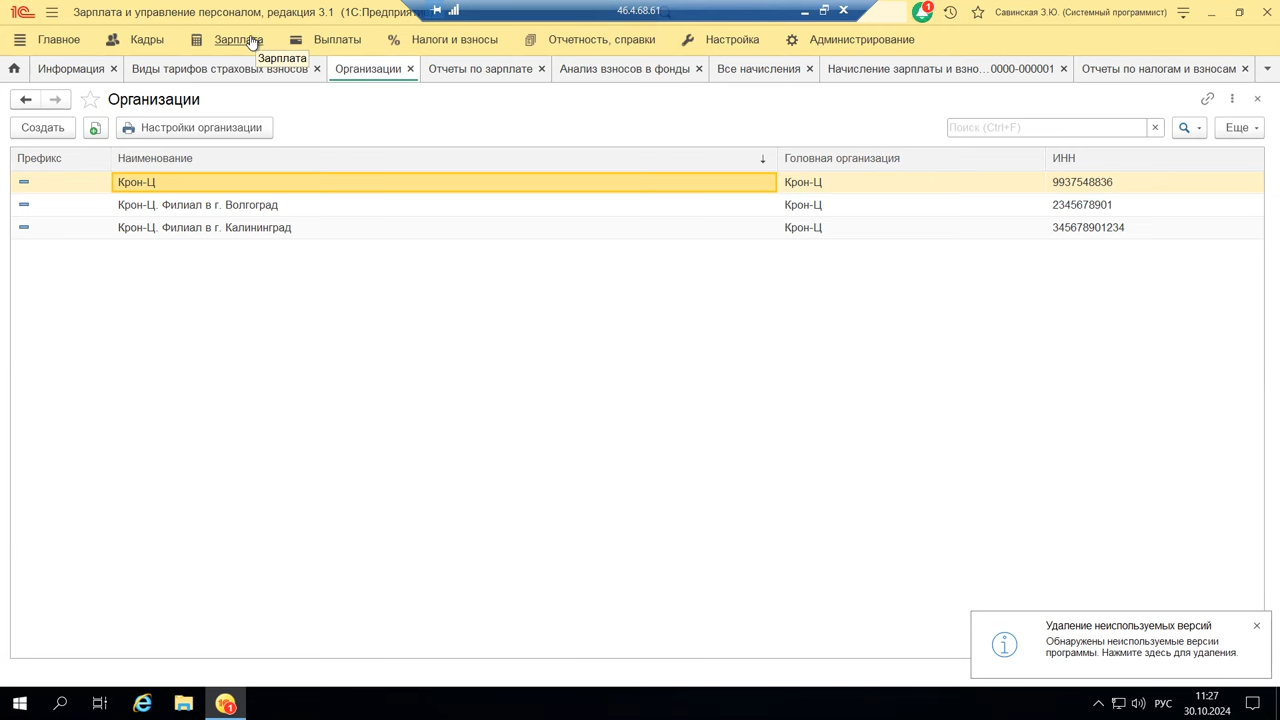 Зарплата и управление персоналом, редакция 3.1 (1С:Предприяти
46.4.68.61
1
Савинская З.Ю. (Системный программист)
Главное Кадры Зарплата Выплаты Налоги и взносы Отчетность, справки Настройка Администрирование
Зарплата
Информация Виды тарифов страховых взносов Организации Отчеты по зарплате Анализ взносов в фонды Все начисления Начисление зарплаты и взно...0000-000001 Отчеты по налогам и взносам
Организации
Создать Настройки организации Поиск (Ctrl+F) Еще
Префикс Наименование Головная организация ИНН
Крон-Ц Крон-Ц 9937548836
Крон-Ц. Филиал в г. Волгоград Крон-Ц 2345678901
Крон-Ц. Филиал в г. Калининград Крон-Ц 345678901234
Удаление неиспользуемых версий
Обнаружены неиспользуемые версии
программы. Нажмите здесь для удаления.
1
РУС
11:27
30.10.2024